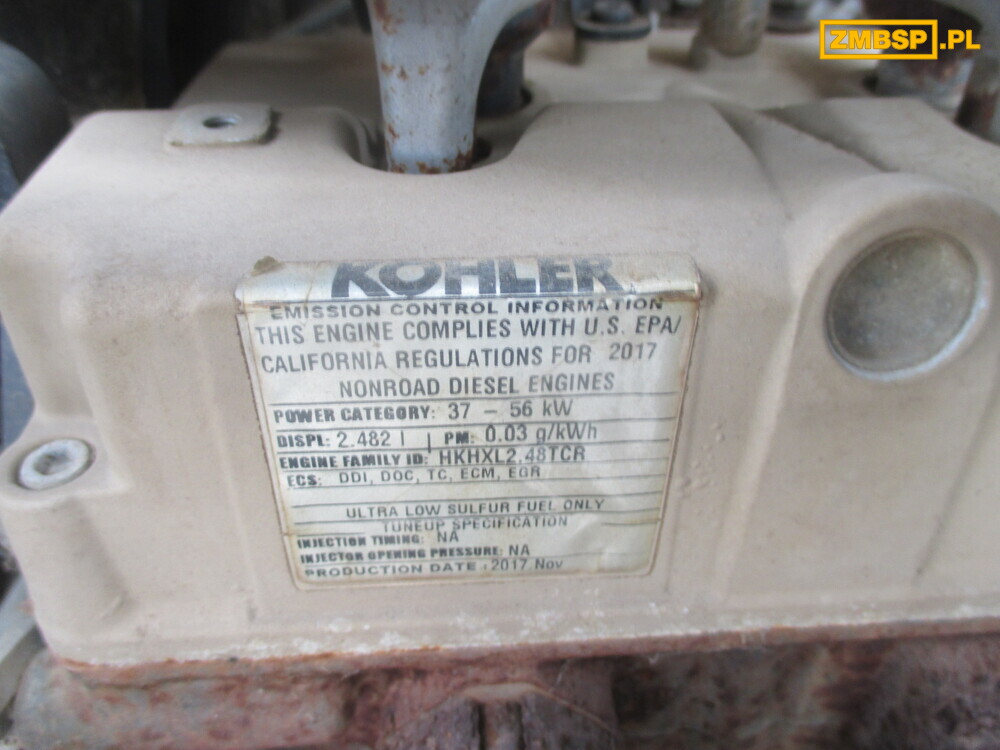 ZMBSP.PL
KOHLER
EMISSION CONTROL INFORMATION
THIS ENGINE COMPLIES WITH U.S. EPA/
CALIFORNIA REGULATIONS FOR 2017
NONROAD DIESEL ENGINES
POWER CATEGORY: 37 - 56 kW
DISPL: 2.482 l | PM: 0.03 g/kWh
ENGINE FAMILY ID: HKHXL2.48TCR
ECS: DDI, DOC, TC, ECM, EGR
ULTRA LOW SULFUR FUEL ONLY
TUNEUP SPECIFICATION
INJECTION TIMING: NA
INJECTOR OPENING PRESSURE: NA
PRODUCTION DATE : 2017 Nov